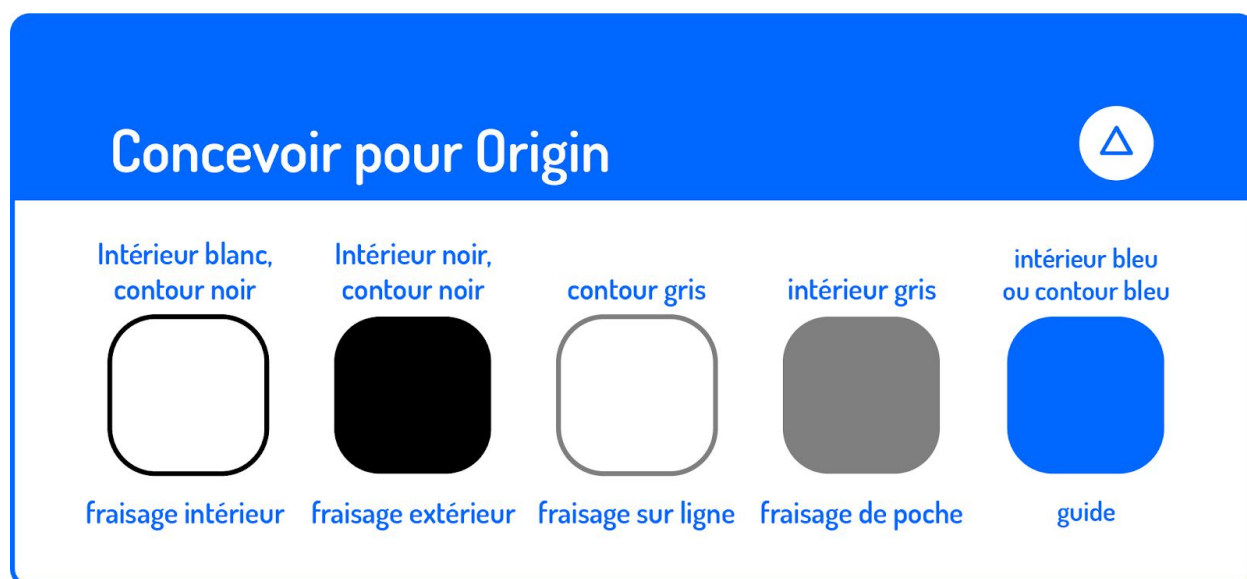 Concevoir pour Origin
Intérieur blanc,
contour noir
Intérieur noir,
contour noir
contour gris
intérieur gris
intérieur bleu
ou contour bleu
fraisage intérieur
fraisage extérieur
fraisage sur ligne
fraisage de poche
guide